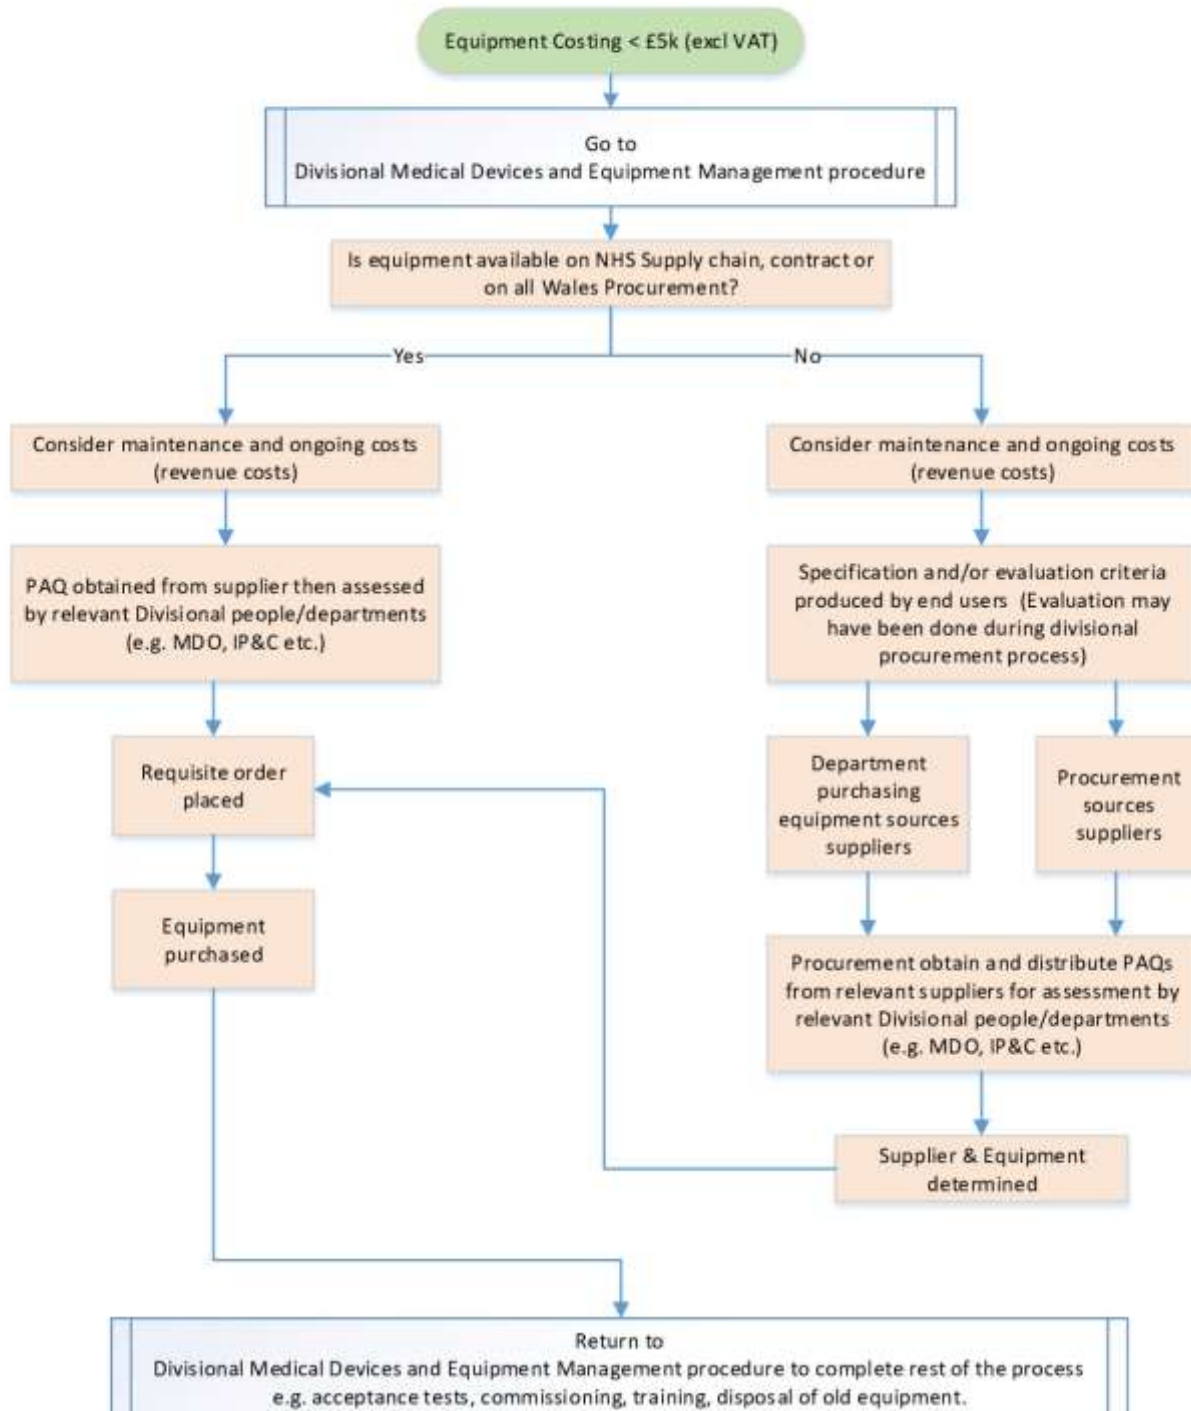 Equipment Costing < £5k (excl VAT)
Go to
Divisional Medical Devices and Equipment Management procedure
Is equipment available on NHS Supply chain, contract or
on all Wales Procurement?
Yes
No
Consider maintenance and ongoing costs
(revenue costs)
Consider maintenance and ongoing costs
(revenue costs)
PAQ obtained from supplier then assessed
by relevant Divisional people/departments
(e.g. MDO, IP&C etc.)
Specification and/or evaluation criteria
produced by end users (Evaluation may
have been done during divisional
procurement process)
Requisite order
placed
Department
purchasing
equipment sources
suppliers
Procurement
sources
suppliers
Equipment
purchased
Procurement obtain and distribute PAQs
from relevant suppliers for assessment by
relevant Divisional people/departments
(e.g. MDO, IP&C etc.)
Supplier & Equipment
determined
Return to
Divisional Medical Devices and Equipment Management procedure to complete rest of the process
e.g. acceptance tests, commissioning, training, disposal of old equipment.